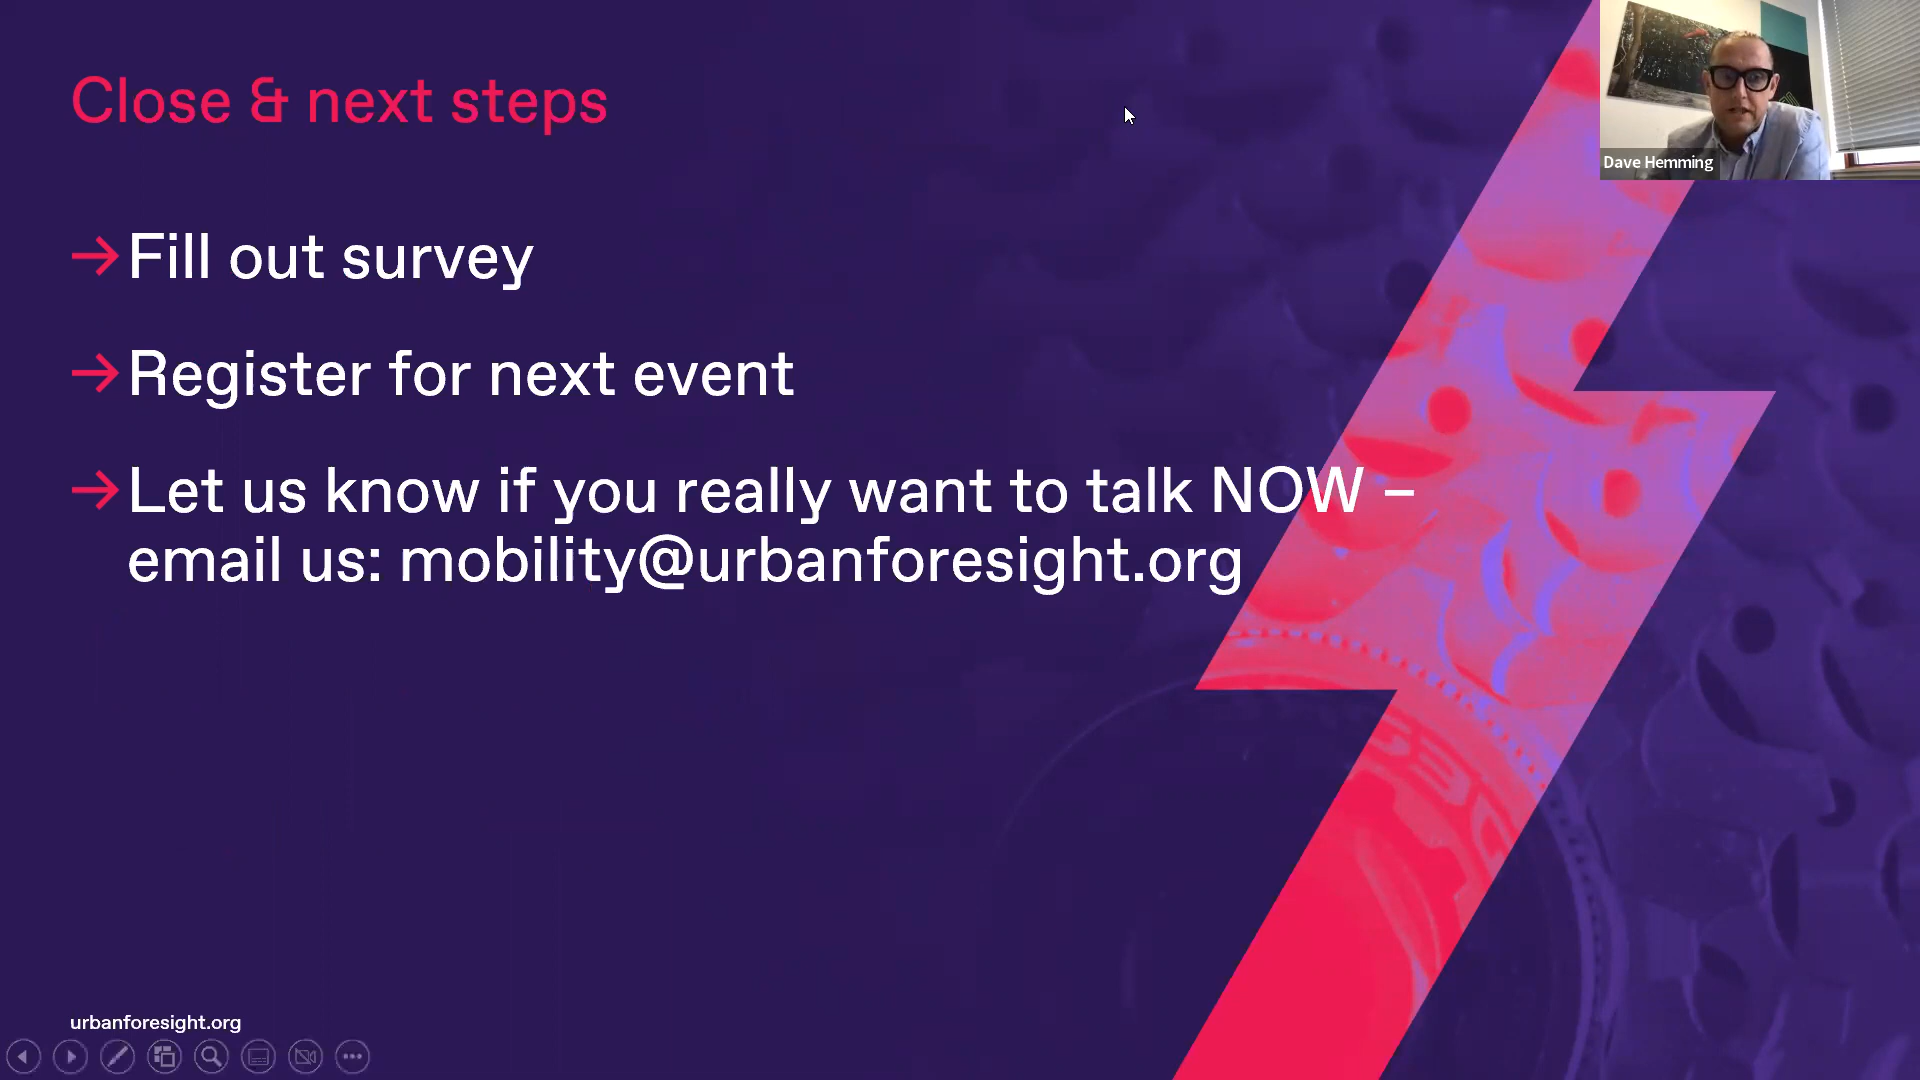 Close & next steps
Dave Hemming
→Fill out survey
→Register for next event
→Let us know if you really want to talk NOW –
email us: mobility@urbanforesight.org
urbanforesight.org